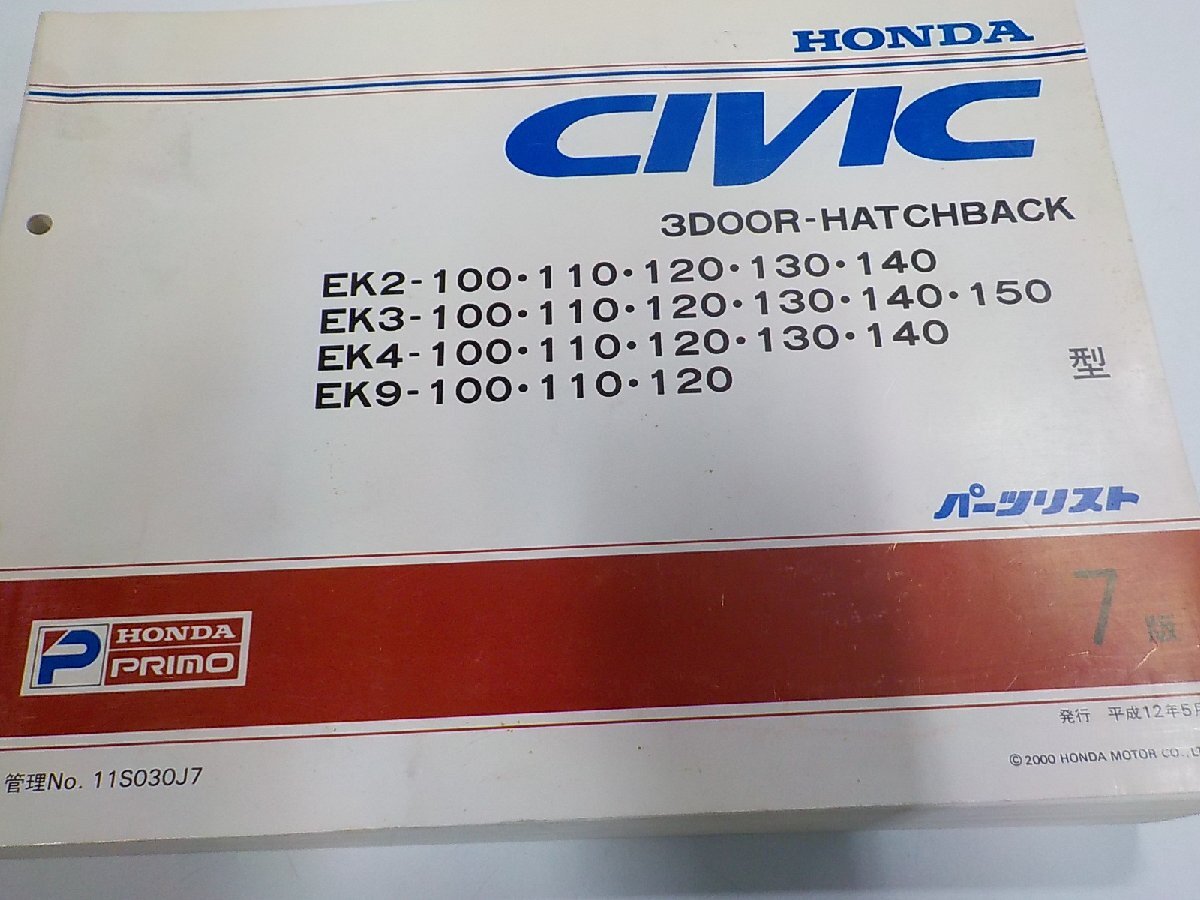 HONDA
CIVIC
3DOOR-HATCHBACK
EK2-100・110・120・130・140
EK3-100・110・120・130・140・150
EK4-100・110・120・130・140
EK9-100・110・120
型
パーツリスト
7版
HONDA
PRIMO
発行 平成12年5月
管理No. 11S030J7
©2000 HONDA MOTOR CO.,